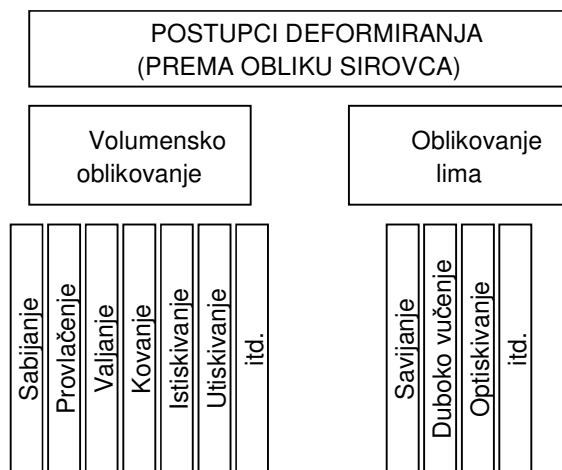 POSTUPCI DEFORMIRANJA
(PREMA OBLIKU SIROVCA)
Volumensko
oblikovanje
Oblikovanje
lima
Sabijanje
Provlačenje
Valjanje
Kovanje
Istiskivanje
Utiskivanje
itd.
Savijanje
Duboko vučenje
Optiskivanje
itd.